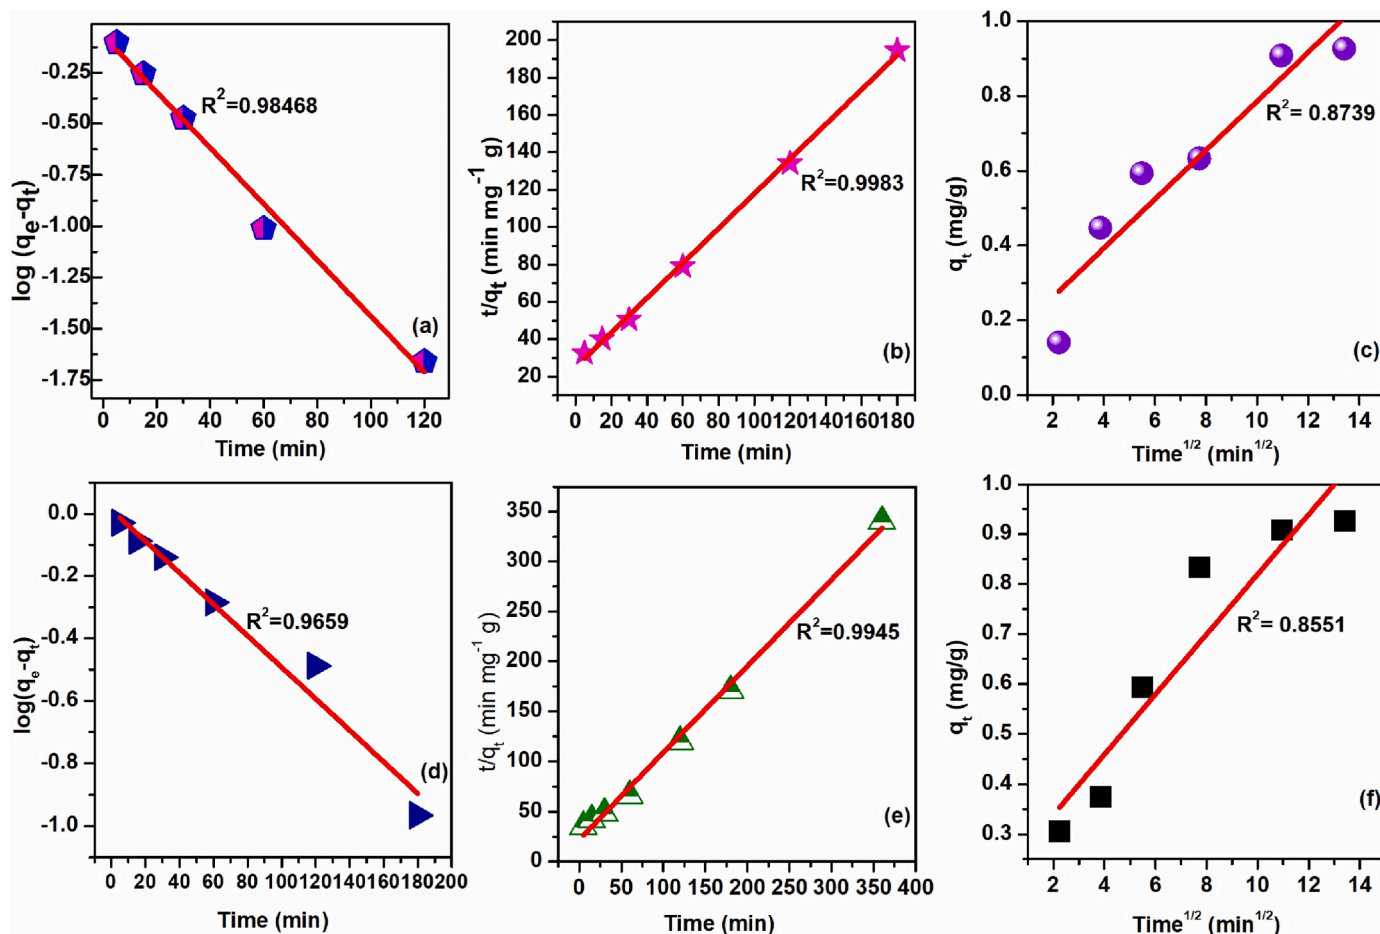 -0.25
-0.50
-0.75
-1.00
-1.25
-1.50
-1.75
log (qe-qt)
R2=0.98468
(a)
0 20 40 60 80 100 120
Time (min)
200
180
160
140
120
100
80
60
40
20
t/qt (min mg-1 g)
R2=0.9983
(b)
0 20 40 60 80 100120140160180
Time (min)
1.0
0.8
0.6
0.4
0.2
0.0
qt (mg/g)
R2= 0.8739
(c)
2 4 6 8 10 12 14
Time1/2 (min1/2)
0.0
-0.2
-0.4
-0.6
-0.8
-1.0
log(qe-qt)
R2=0.9659
(d)
0 20 40 60 80 100120140160180200
Time (min)
350
300
250
200
150
100
50
0
t/qt (min mg-1 g)
R2=0.9945
(e)
0 50 100 150 200 250 300 350 400
Time (min)
1.0
0.9
0.8
0.7
0.6
0.5
0.4
0.3
qt (mg/g)
R2= 0.8551
(f)
2 4 6 8 10 12 14
Time1/2 (min1/2)